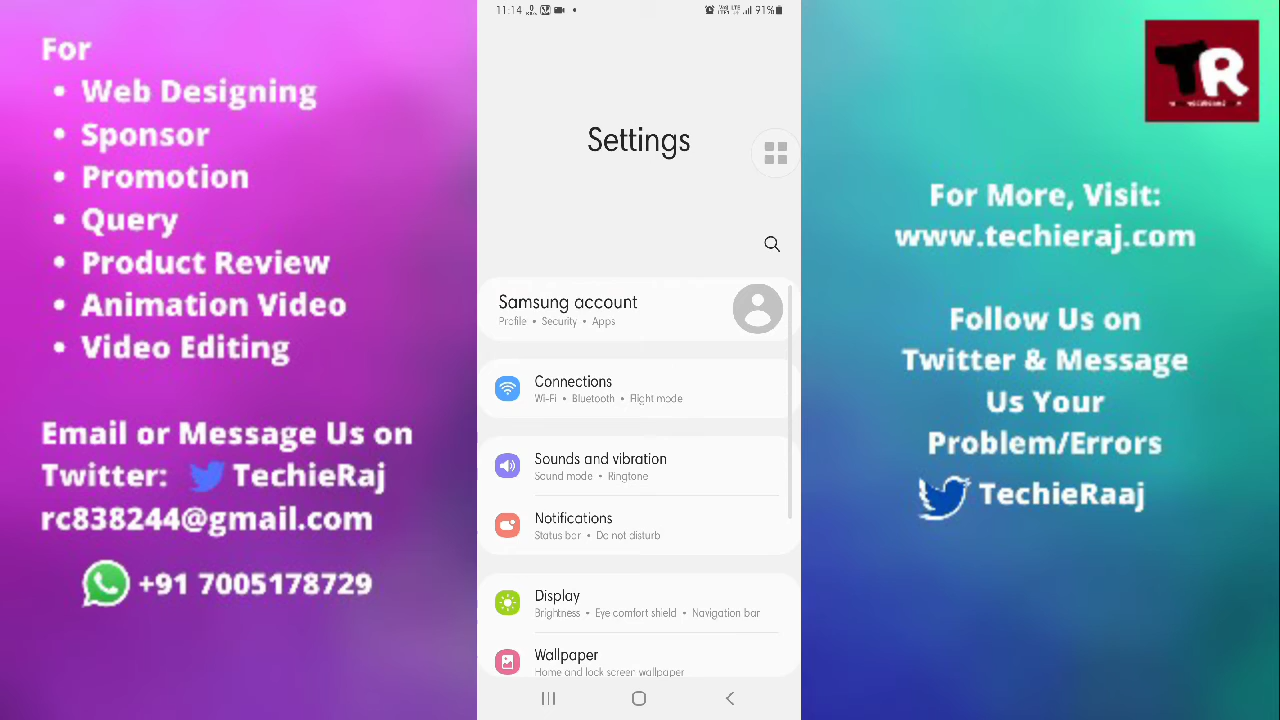 For
• Web Designing
• Sponsor
• Promotion
• Query
• Product Review
• Animation Video
• Video Editing
Email or Message Us on
Twitter: TechieRaj
rc838244@gmail.com
+91 7005178729
11:14
91%
Settings
Samsung account
Profile • Security • Apps
Connections
Wi-Fi • Bluetooth • Flight mode
Sounds and vibration
Sound mode • Ringtone
Notifications
Status bar • Do not disturb
Display
Brightness • Eye comfort shield • Navigation bar
Wallpaper
Home and lock screen wallpaper
TR
For More, Visit:
www.techieraj.com
Follow Us on
Twitter & Message
Us Your
Problem/Errors
TechieRaaj